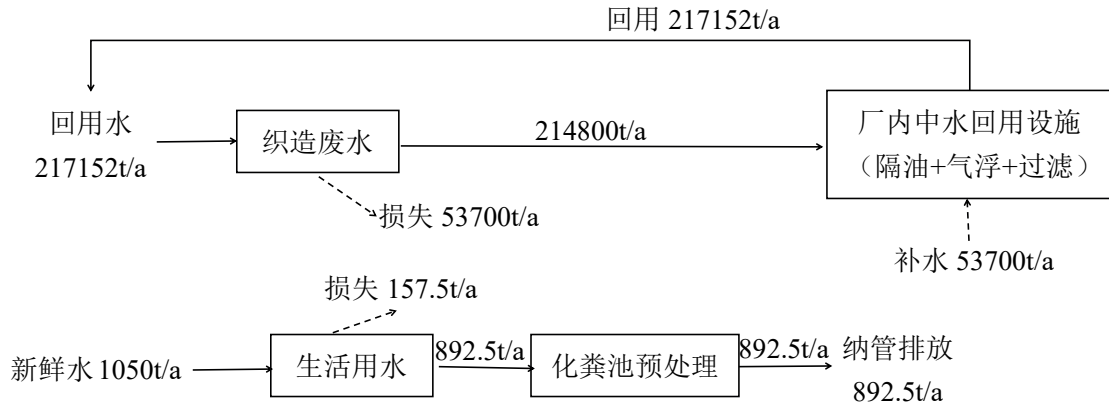 回用 217152t/a
回用水
217152t/a
织造废水
214800t/a
厂内中水回用设施
（隔油+气浮+过滤）
损失 53700t/a
补水 53700t/a
损失 157.5t/a
新鲜水 1050t/a
生活用水
892.5t/a
化粪池预处理
892.5t/a
纳管排放
892.5t/a